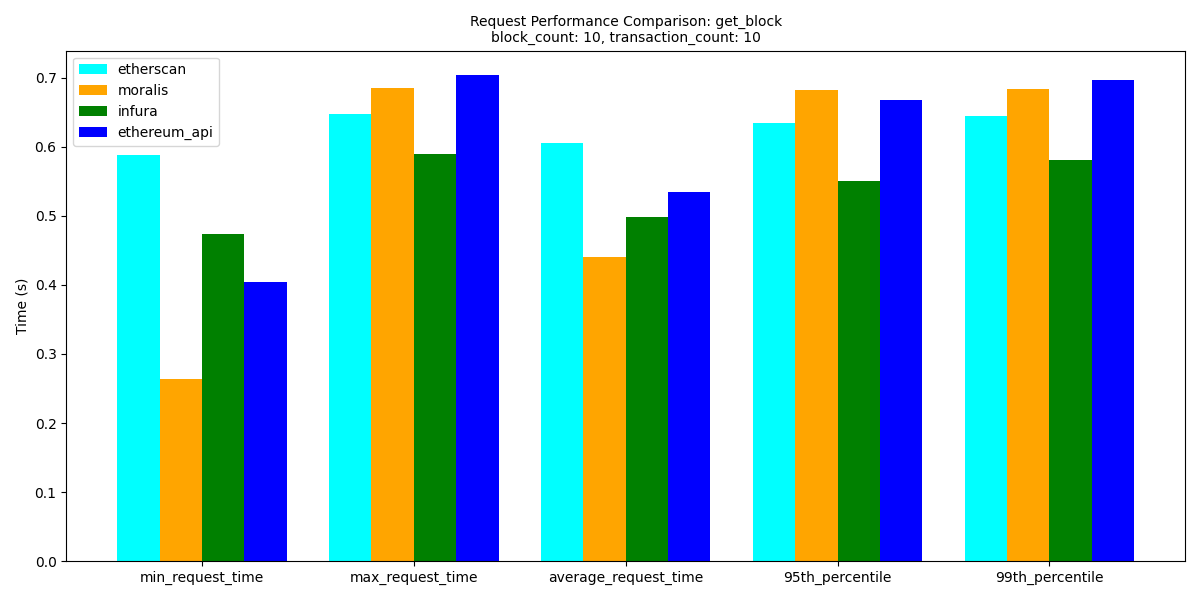 Request Performance Comparison: get_block
block_count: 10, transaction_count: 10
etherscan
moralis
infura
ethereum_api
Time (s)
0.7
0.6
0.5
0.4
0.3
0.2
0.1
0.0
min_request_time
max_request_time
average_request_time
95th_percentile
99th_percentile